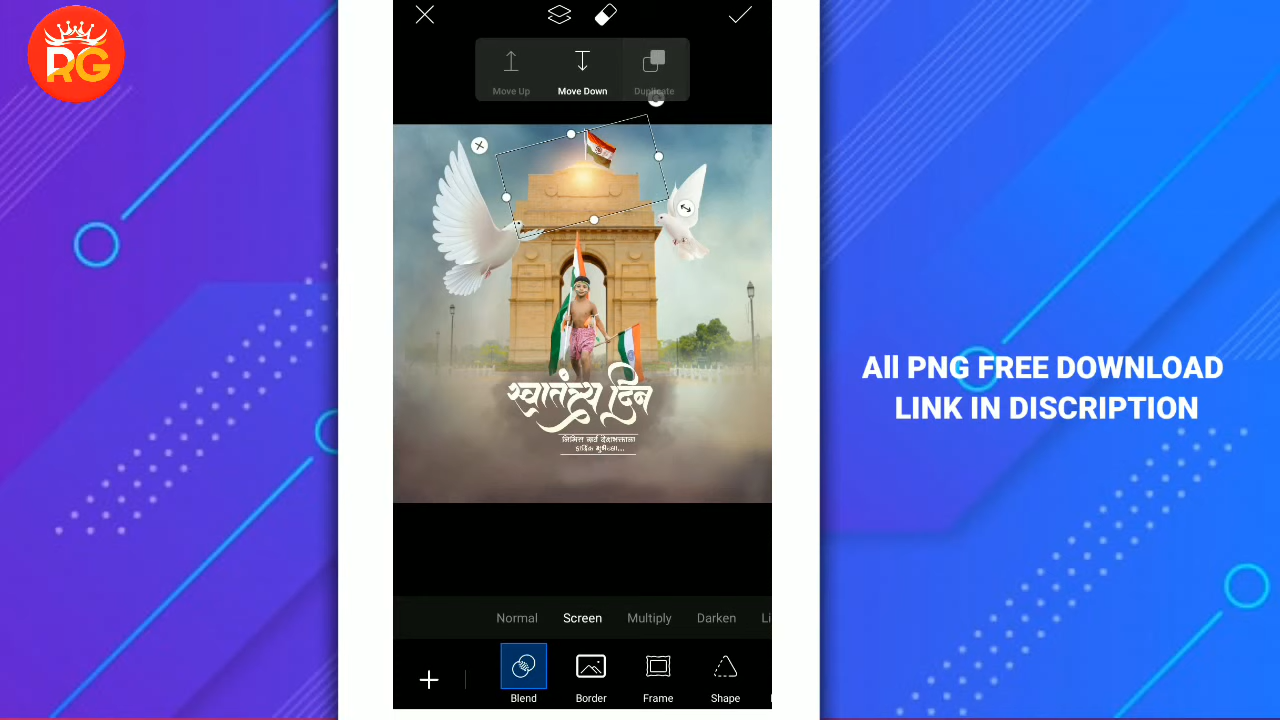 RG
Move Up
Move Down
Duplicate
स्वातंत्र्य दिन
All PNG FREE DOWNLOAD
LINK IN DISCRIPTION
Normal Screen Multiply Darken Li
Blend Border Frame Shape